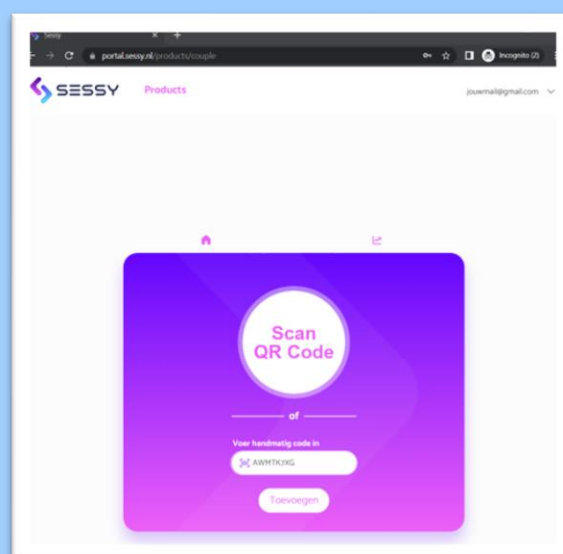 Sessy
portal.sessy.nl/products/couple
Incognito (2)
SESSY
Products
jouwmail@gmail.com
Scan
QR Code
of
Voer handmatig code in
Toevoegen